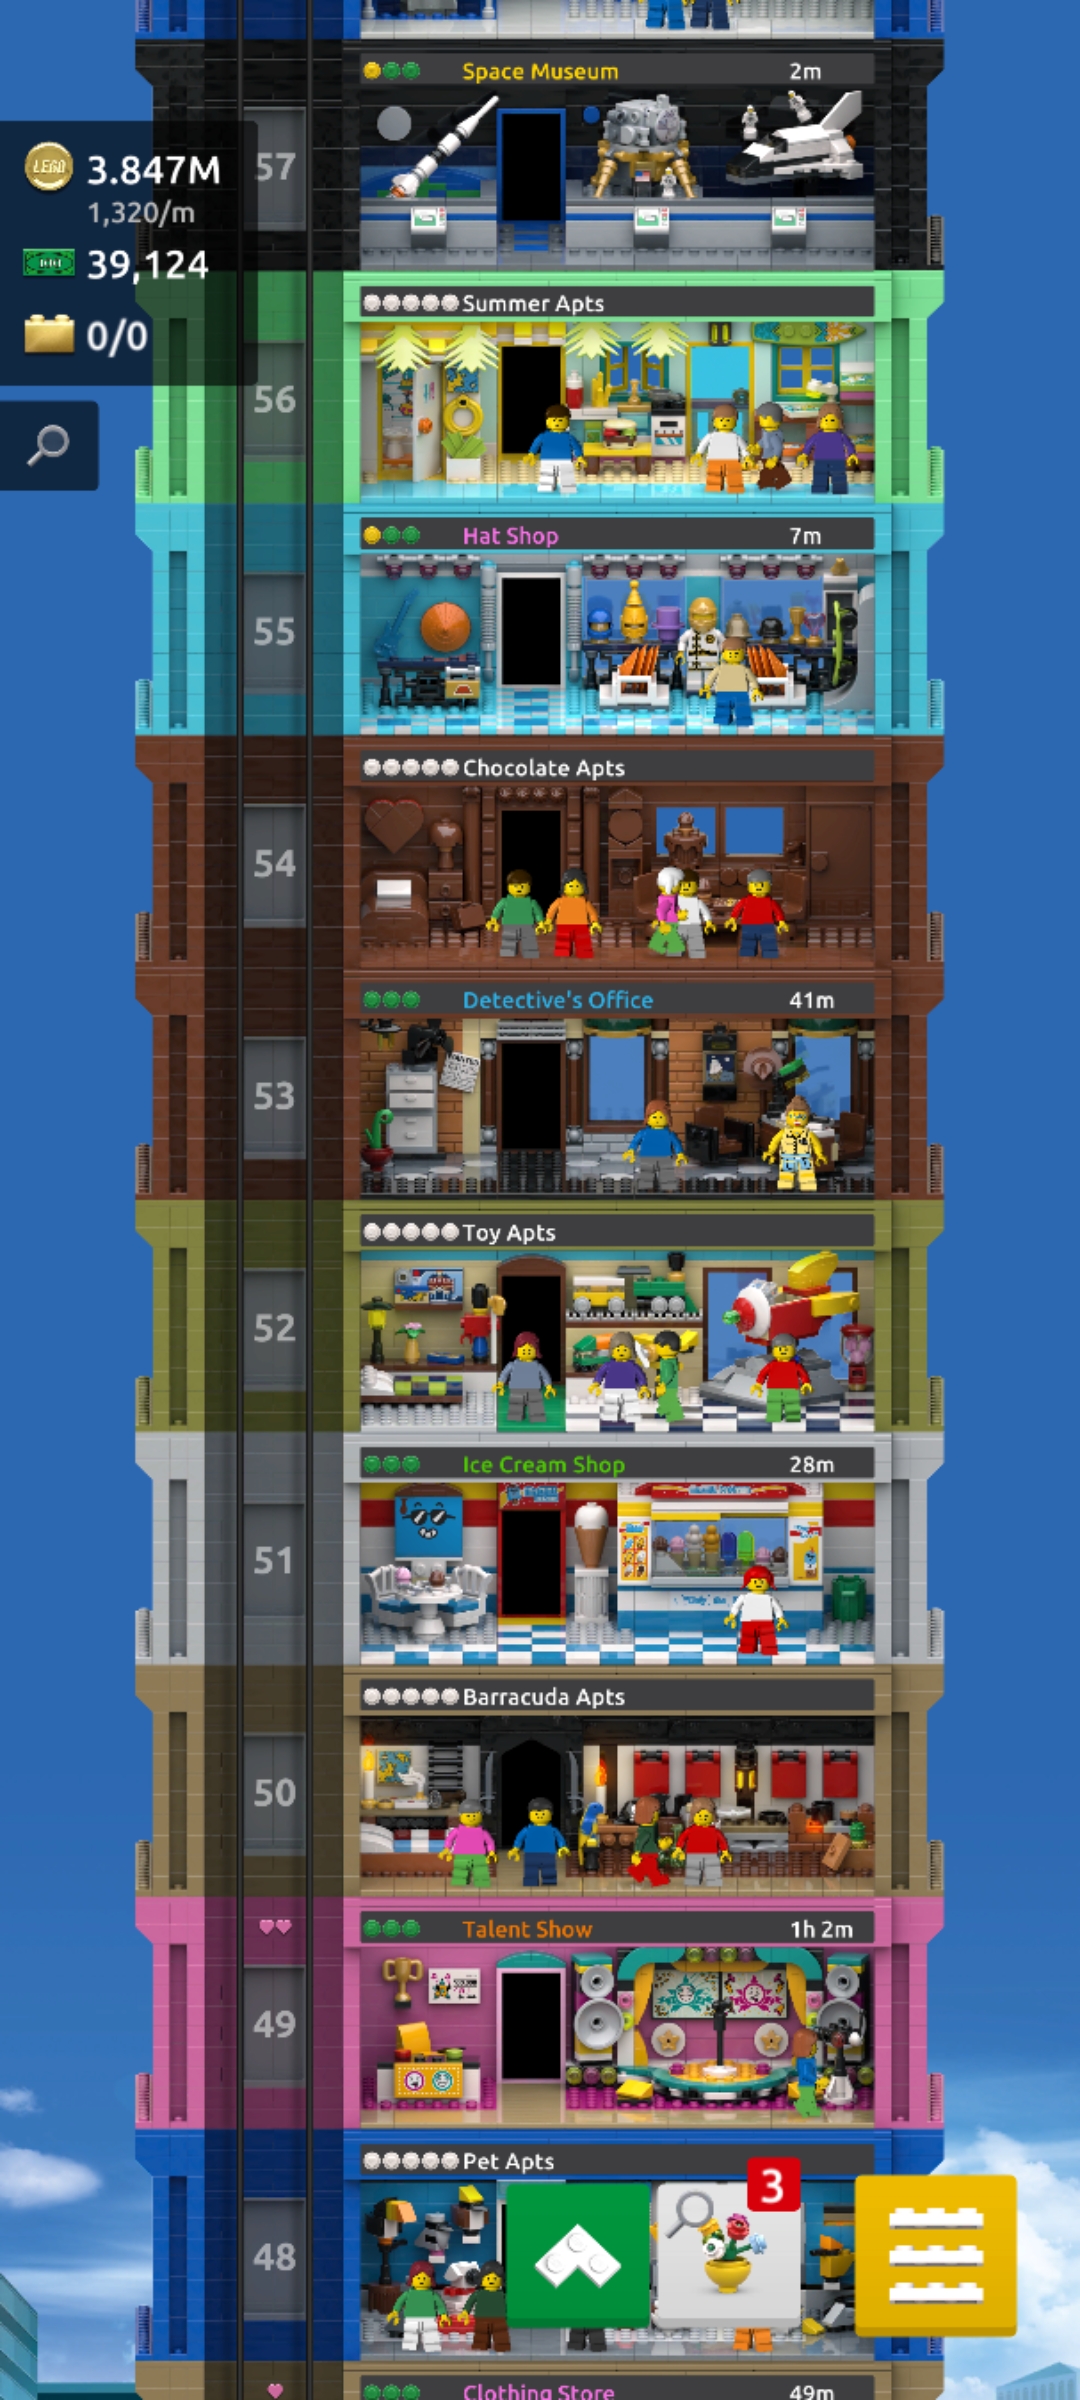 Space Museum 2m
57
LEGO 3.847M
1,320/m
39,124
0/0
Summer Apts
56
Hat Shop 7m
55
Chocolate Apts
54
Detective's Office 41m
53
Toy Apts
52
Ice Cream Shop 28m
51
Barracuda Apts
50
Talent Show 1h 2m
49
Pet Apts
3
48
Clothing Store 49m